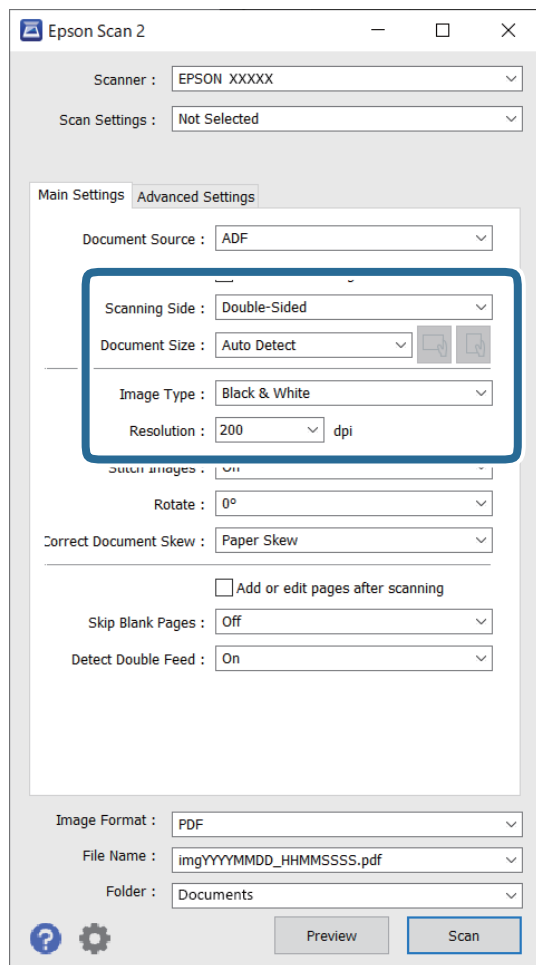 Epson Scan 2
Scanner : EPSON XXXXX
Scan Settings : Not Selected
Main Settings Advanced Settings
Document Source : ADF
Scanning Side : Double-Sided
Document Size : Auto Detect
Image Type : Black & White
Resolution : 200 dpi
Stitch Images : Off
Rotate : 0°
Correct Document Skew : Paper Skew
Add or edit pages after scanning
Skip Blank Pages : Off
Detect Double Feed : On
Image Format : PDF
File Name : imgYYYYMMDD_HHMMSSSS.pdf
Folder : Documents
? Preview Scan